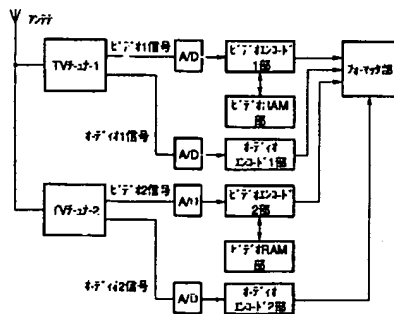 アンテナ
ビデオ1信号
A/D
ビデオエンコード
1部
フォーマッタ部
TVチューナー1
ビデオRAM
部
オーディオ1信号
A/D
オーディオ
エンコード1部
ビデオ2信号
A/D
ビデオエンコード
2部
TVチューナー2
ビデオRAM
部
オーディオ2信号
A/D
オーディオ
エンコード2部